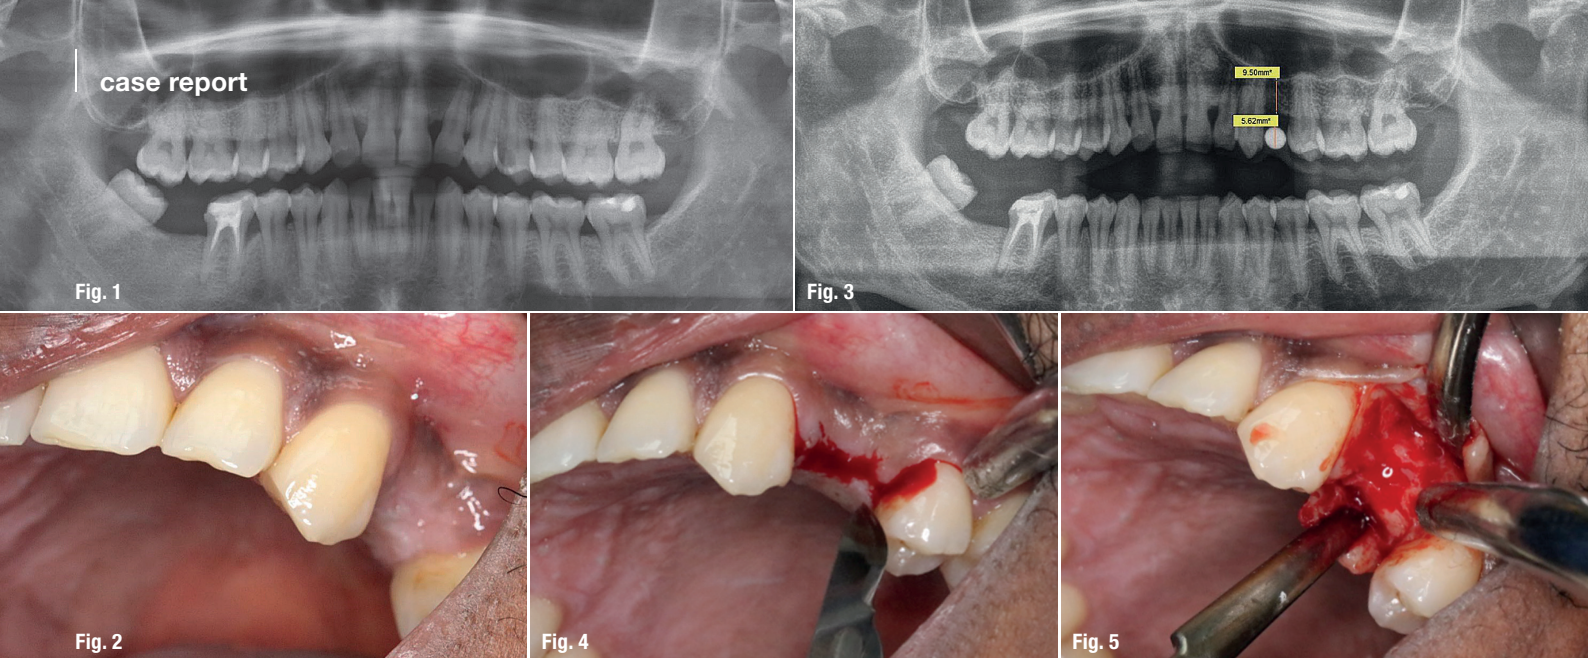 case report
Fig. 1
9.50mm*
5.62mm*
Fig. 3
Fig. 2
Fig. 4
Fig. 5